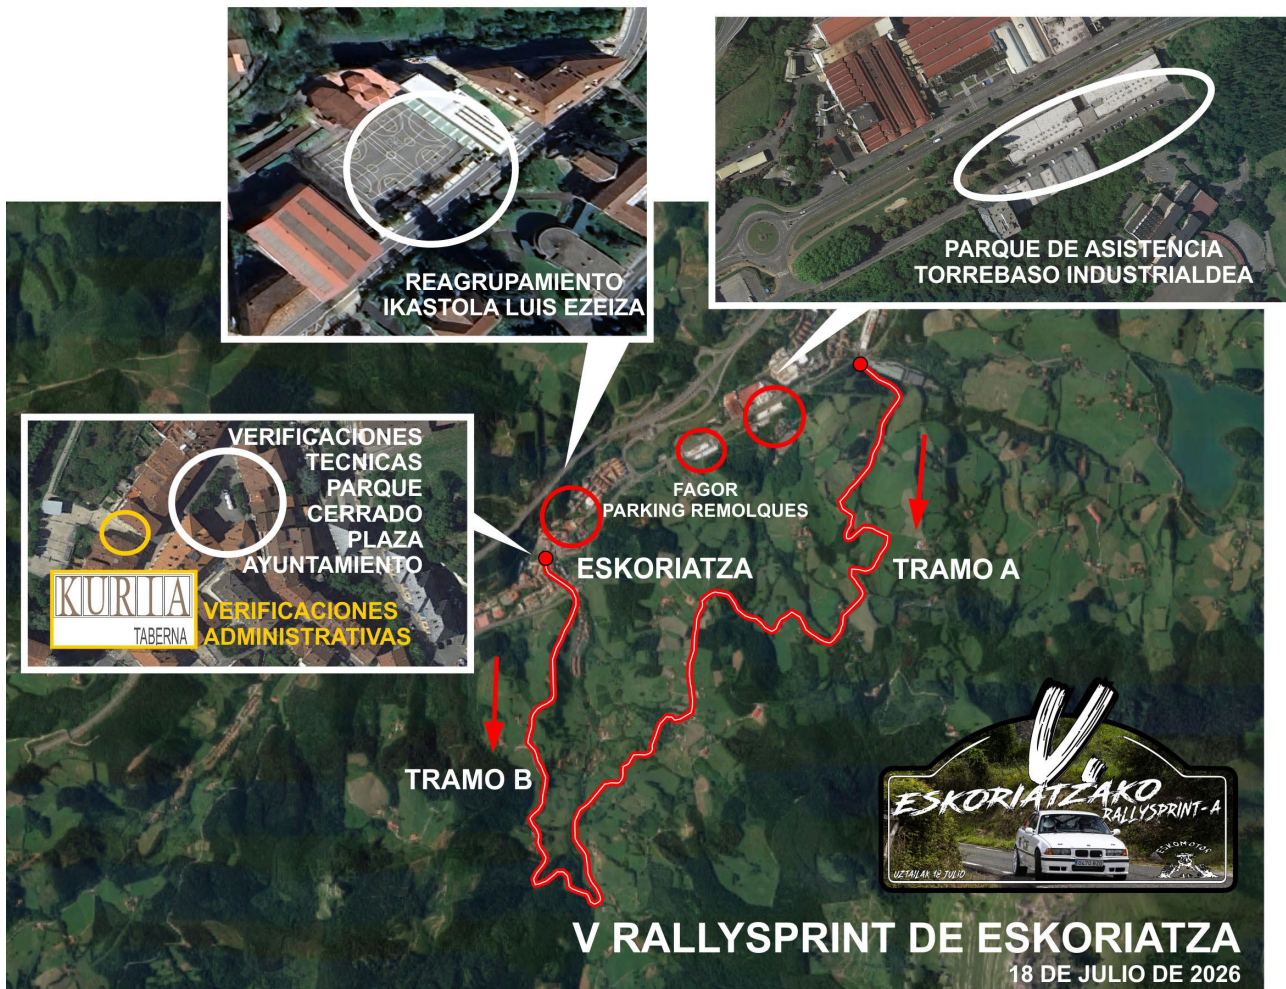 REAGRUPAMIENTO
IKASTOLA LUIS EZEIZA
PARQUE DE ASISTENCIA
TORREBASO INDUSTRIALDEA
VERIFICACIONES
TECNICAS
PARQUE
CERRADO
PLAZA
AYUNTAMIENTO
KURIA
TABERNA
VERIFICACIONES
ADMINISTRATIVAS
FAGOR
PARKING REMOLQUES
ESKORIATZA
TRAMO A
TRAMO B
V.
ESKORIATZAKO
RALLYSPRINT-A
ESKOMOTOR
UZTAILAK 18 JULIO
V RALLYSPRINT DE ESKORIATZA
18 DE JULIO DE 2026